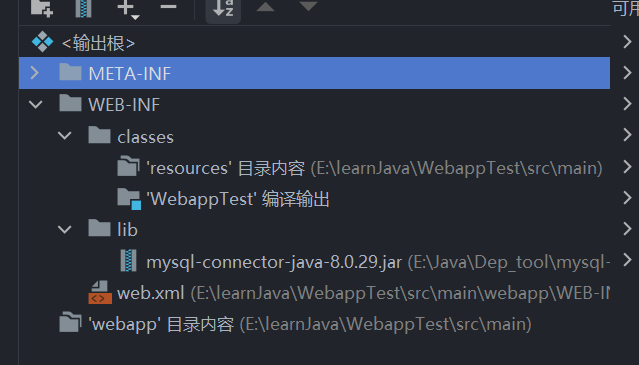 可用
<输出根>
META-INF
WEB-INF
classes
'resources' 目录内容 (E:\learnJava\WebappTest\src\main)
'WebappTest' 编译输出
lib
mysql-connector-java-8.0.29.jar (E:\Java\Dep_tool\mysql-
web.xml (E:\learnJava\WebappTest\src\main\webapp\WEB-IN
'webapp' 目录内容 (E:\learnJava\WebappTest\src\main)